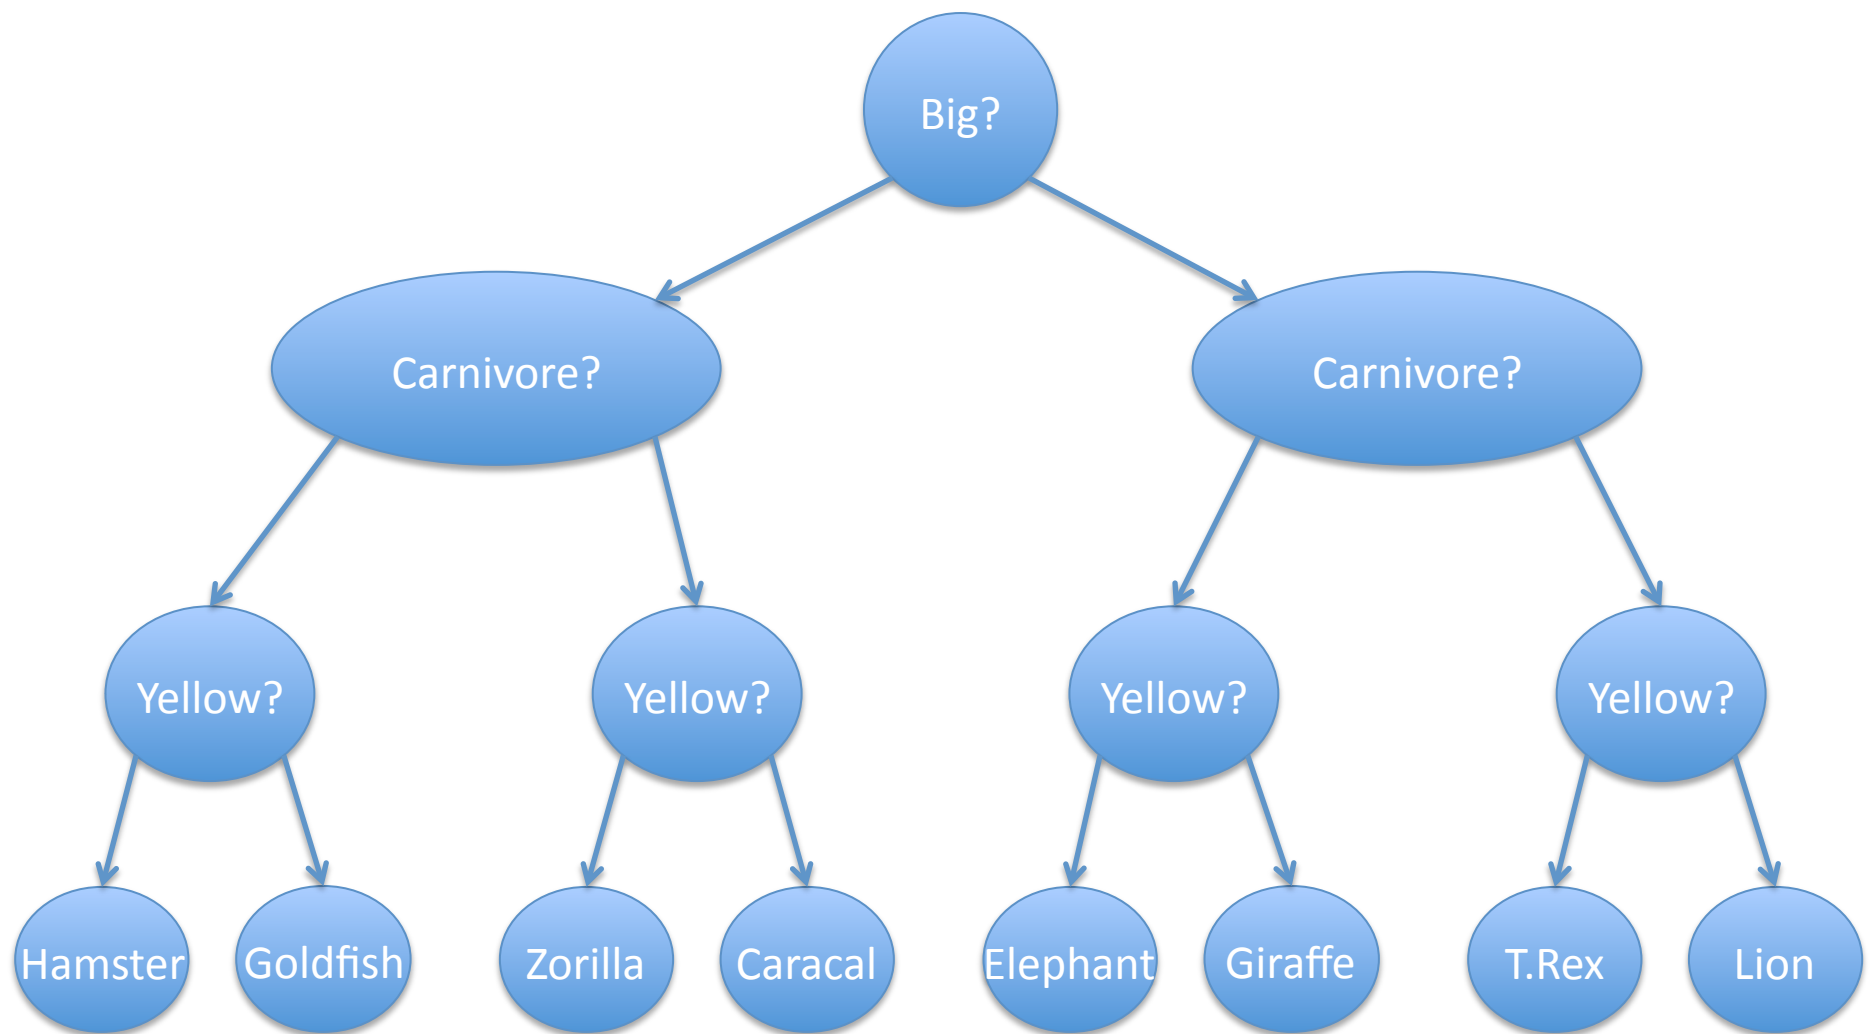 Big?
Carnivore?
Carnivore?
Yellow?
Yellow?
Yellow?
Yellow?
Hamster
Goldfish
Zorilla
Caracal
Elephant
Giraffe
T.Rex
Lion